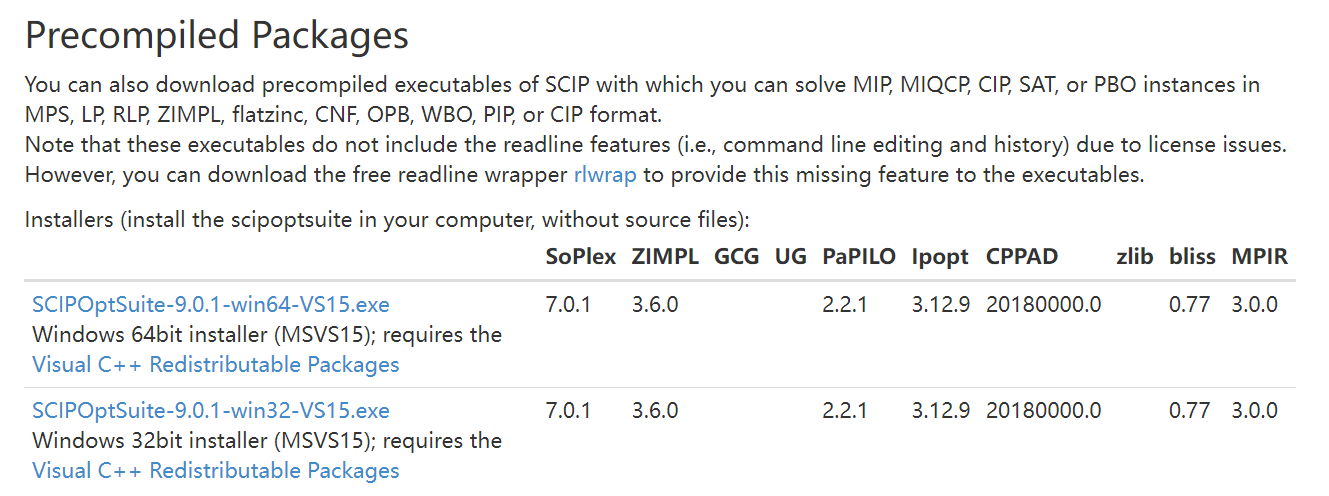 Precompiled Packages
You can also download precompiled executables of SCIP with which you can solve MIP, MIQCP, CIP, SAT, or PBO instances in
MPS, LP, RLP, ZIMPL, flatzinc, CNF, OPB, WBO, PIP, or CIP format.
Note that these executables do not include the readline features (i.e., command line editing and history) due to license issues.
However, you can download the free readline wrapper rlwrap to provide this missing feature to the executables.
Installers (install the scipoptsuite in your computer, without source files):
SoPlex ZIMPL GCG UG PaPILO Ipopt CPPAD zlib bliss MPIR
SCIPOptSuite-9.0.1-win64-VS15.exe 7.0.1 3.6.0 2.2.1 3.12.9 20180000.0 0.77 3.0.0
Windows 64bit installer (MSVS15); requires the
Visual C++ Redistributable Packages
SCIPOptSuite-9.0.1-win32-VS15.exe 7.0.1 3.6.0 2.2.1 3.12.9 20180000.0 0.77 3.0.0
Windows 32bit installer (MSVS15); requires the
Visual C++ Redistributable Packages